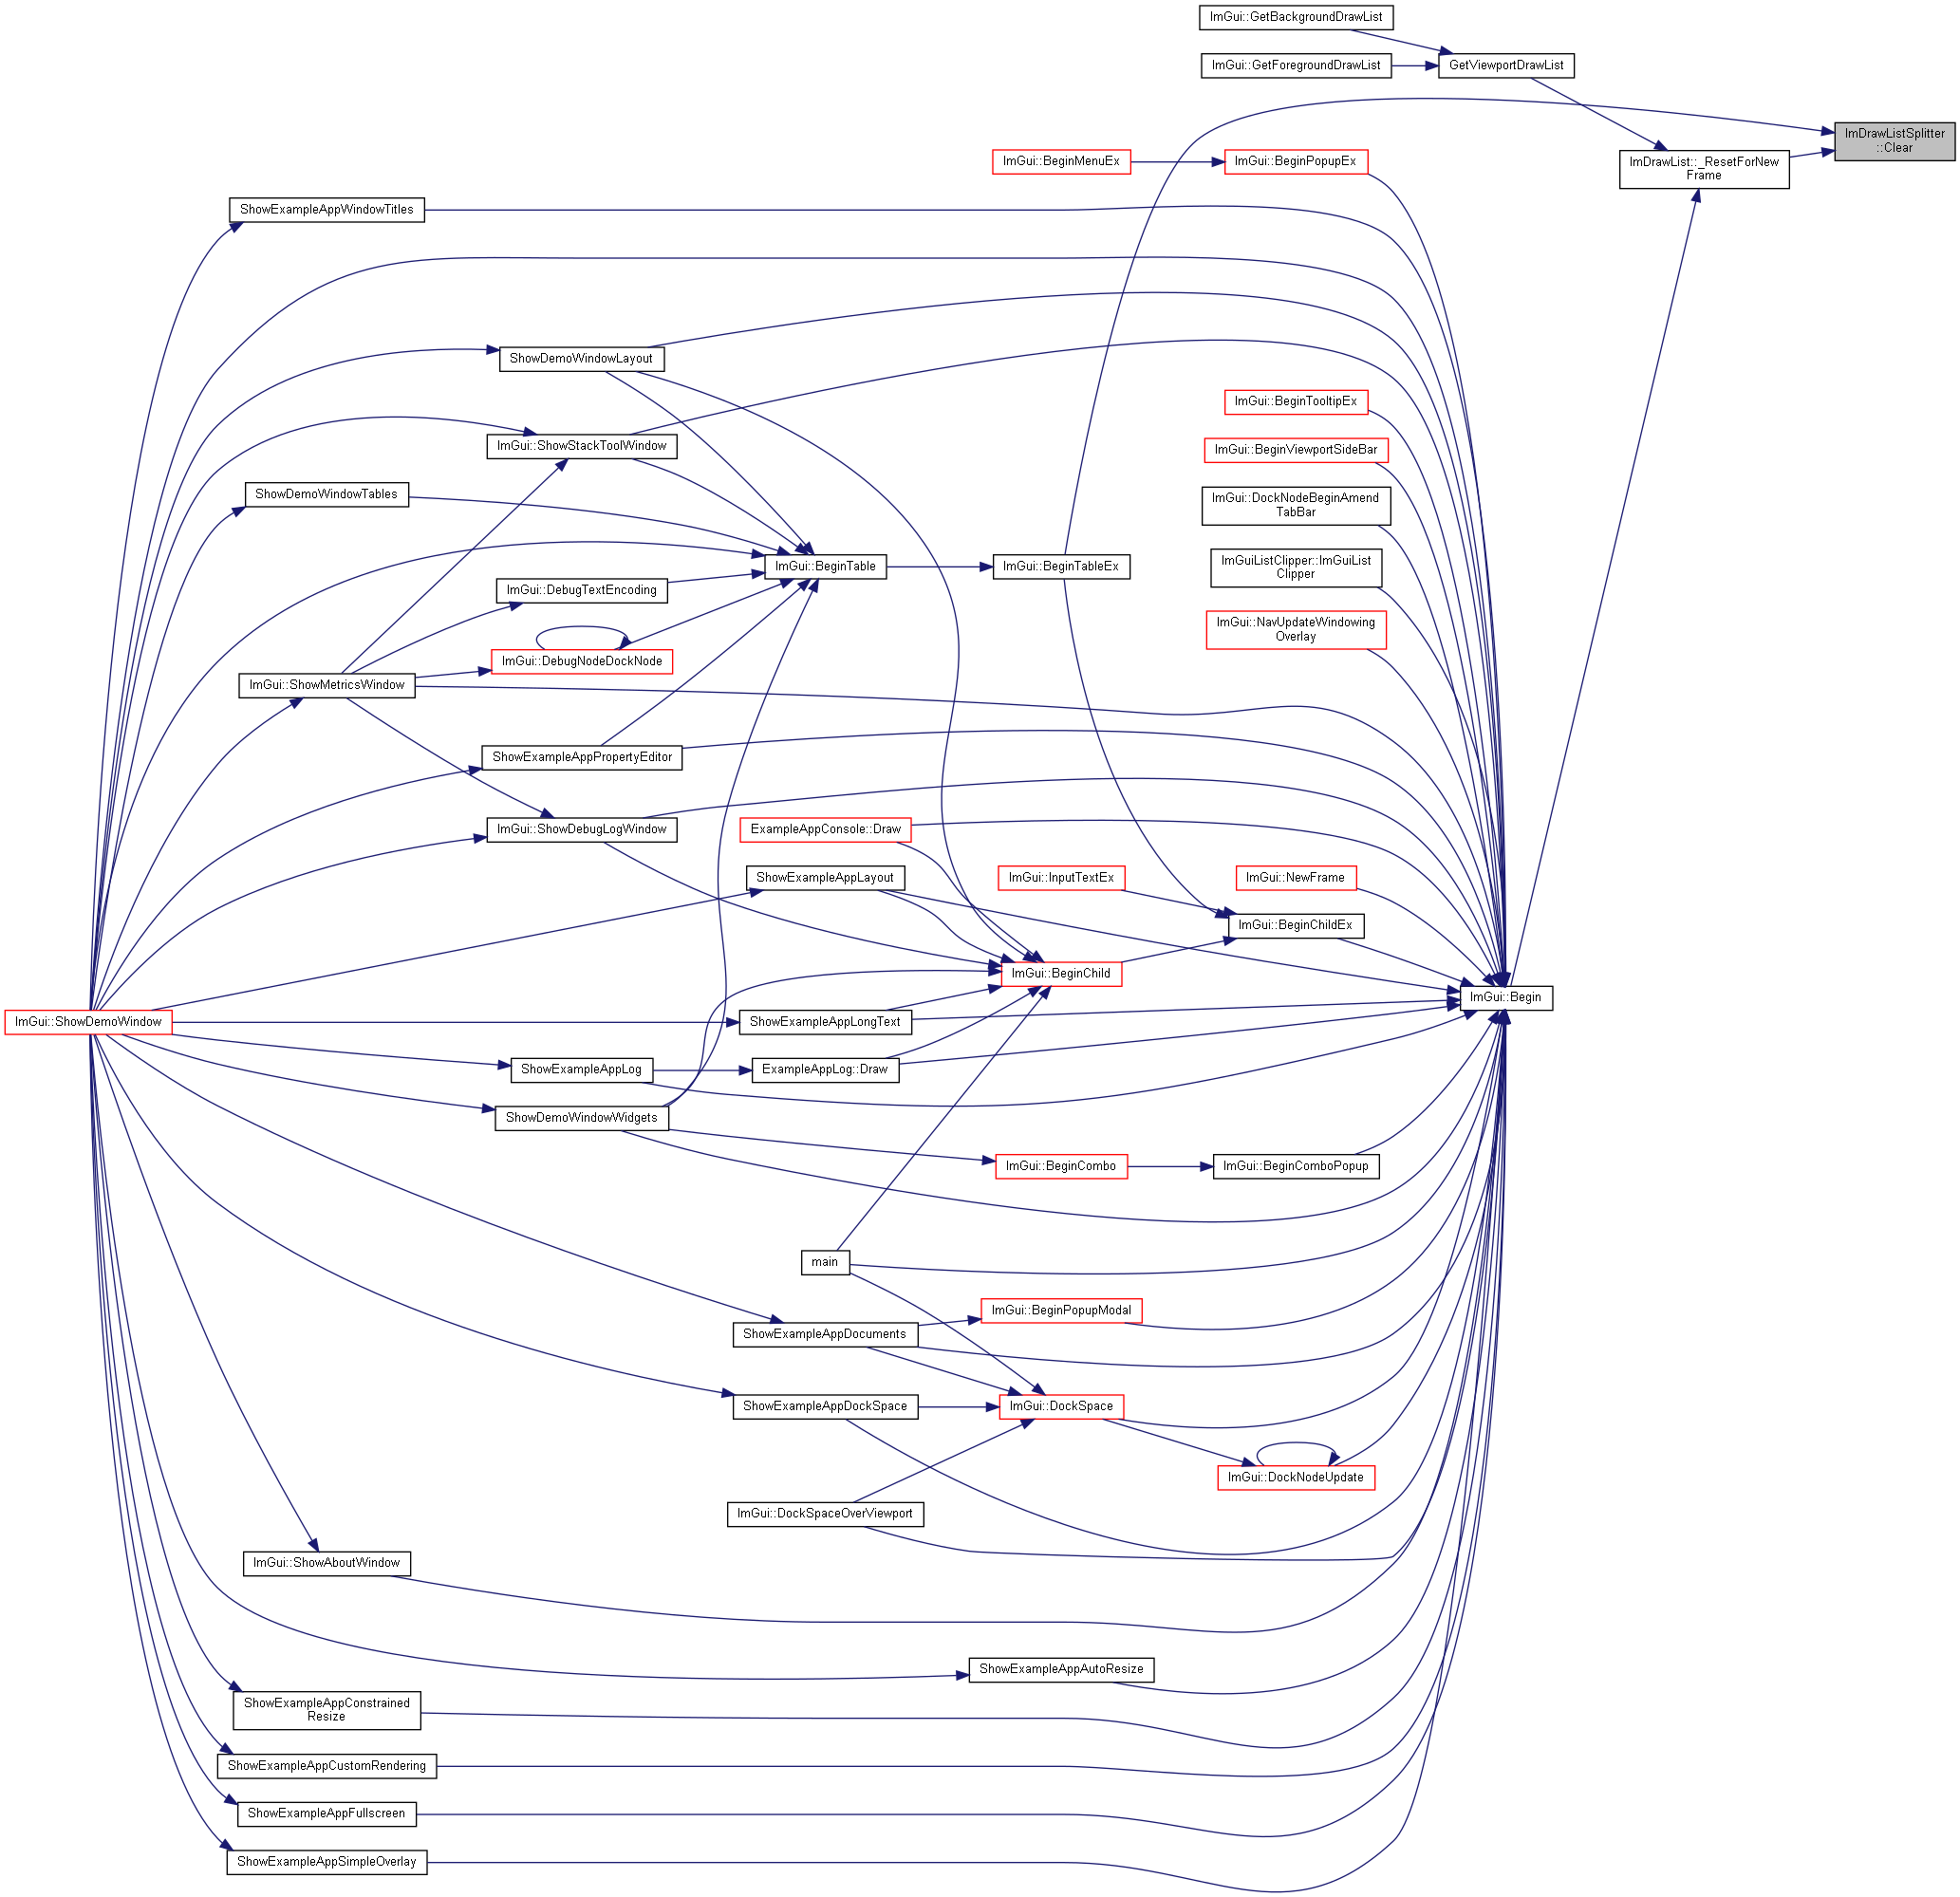 ImGui::GetBackgroundDrawList
ImGui::GetForegroundDrawList
GetViewportDrawList
ImDrawListSplitter
::Clear
ImGui::BeginMenuEx
ImGui::BeginPopupEx
ImDrawList::_ResetForNew
Frame
ShowExampleAppWindowTitles
ShowDemoWindowLayout
ImGui::BeginTooltipEx
ImGui::ShowStackToolWindow
ImGui::BeginViewportSideBar
ShowDemoWindowTables
ImGui::DockNodeBeginAmend
TabBar
ImGui::BeginTable
ImGui::BeginTableEx
ImGuiListClipper::ImGuiList
Clipper
ImGui::DebugTextEncoding
ImGui::NavUpdateWindowing
Overlay
ImGui::DebugNodeDockNode
ImGui::ShowMetricsWindow
ShowExampleAppPropertyEditor
ImGui::ShowDebugLogWindow
ExampleAppConsole::Draw
ShowExampleAppLayout
ImGui::InputTextEx
ImGui::NewFrame
ImGui::BeginChildEx
ImGui::BeginChild
ImGui::Begin
ImGui::ShowDemoWindow
ShowExampleAppLongText
ShowExampleAppLog
ExampleAppLog::Draw
ShowDemoWindowWidgets
ImGui::BeginCombo
ImGui::BeginComboPopup
main
ImGui::BeginPopupModal
ShowExampleAppDocuments
ShowExampleAppDockSpace
ImGui::DockSpace
ImGui::DockNodeUpdate
ImGui::DockSpaceOverViewport
ImGui::ShowAboutWindow
ShowExampleAppAutoResize
ShowExampleAppConstrained
Resize
ShowExampleAppCustomRendering
ShowExampleAppFullscreen
ShowExampleAppSimpleOverlay